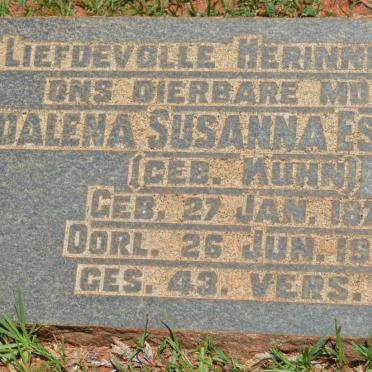 LIEFDEVOLLE HERINN
ONS DIERBARE MO
DALENA SUSANNA ES
(GEB. KUHN)
GEB. 27 JAN. 187
OORL. 26 JUN. 19
GES. 43. VERS.